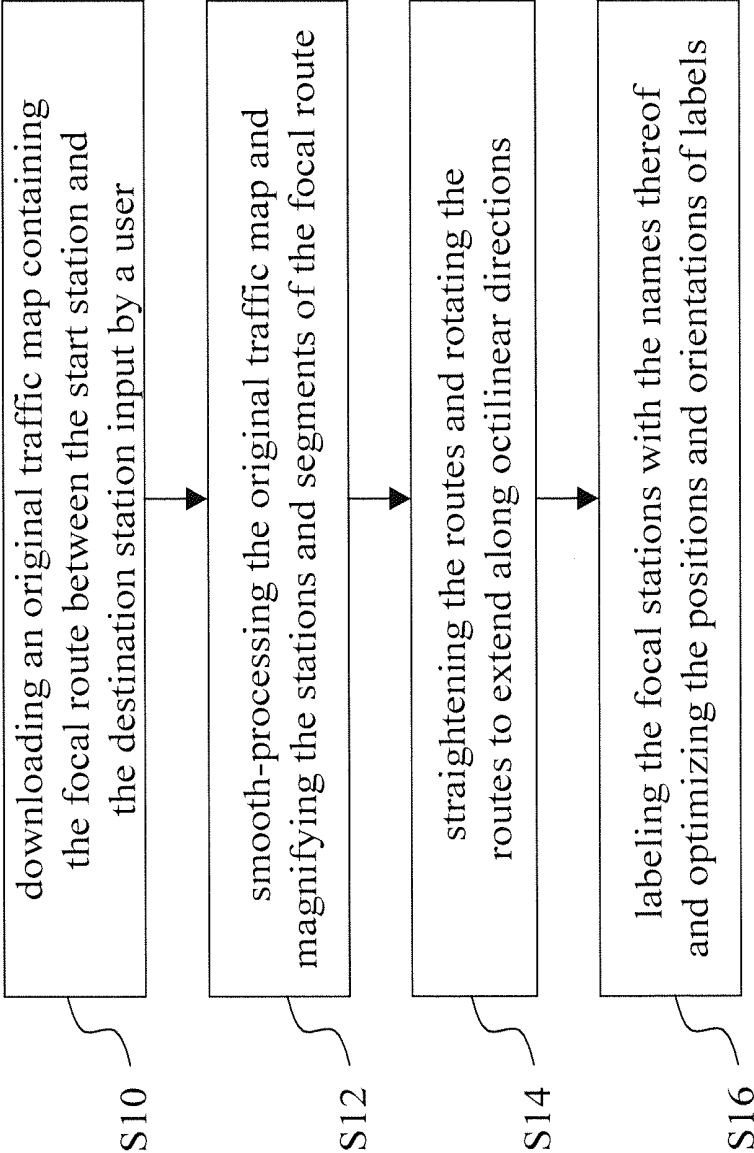 downloading an original traffic map containing
the focal route between the start station and
the destination station input by a user
S10
smooth-processing the original traffic map and
magnifying the stations and segments of the focal route
S12
straightening the routes and rotating the
routes to extend along octilinear directions
S14
labeling the focal stations with the names thereof
and optimizing the positions and orientations of labels
S16